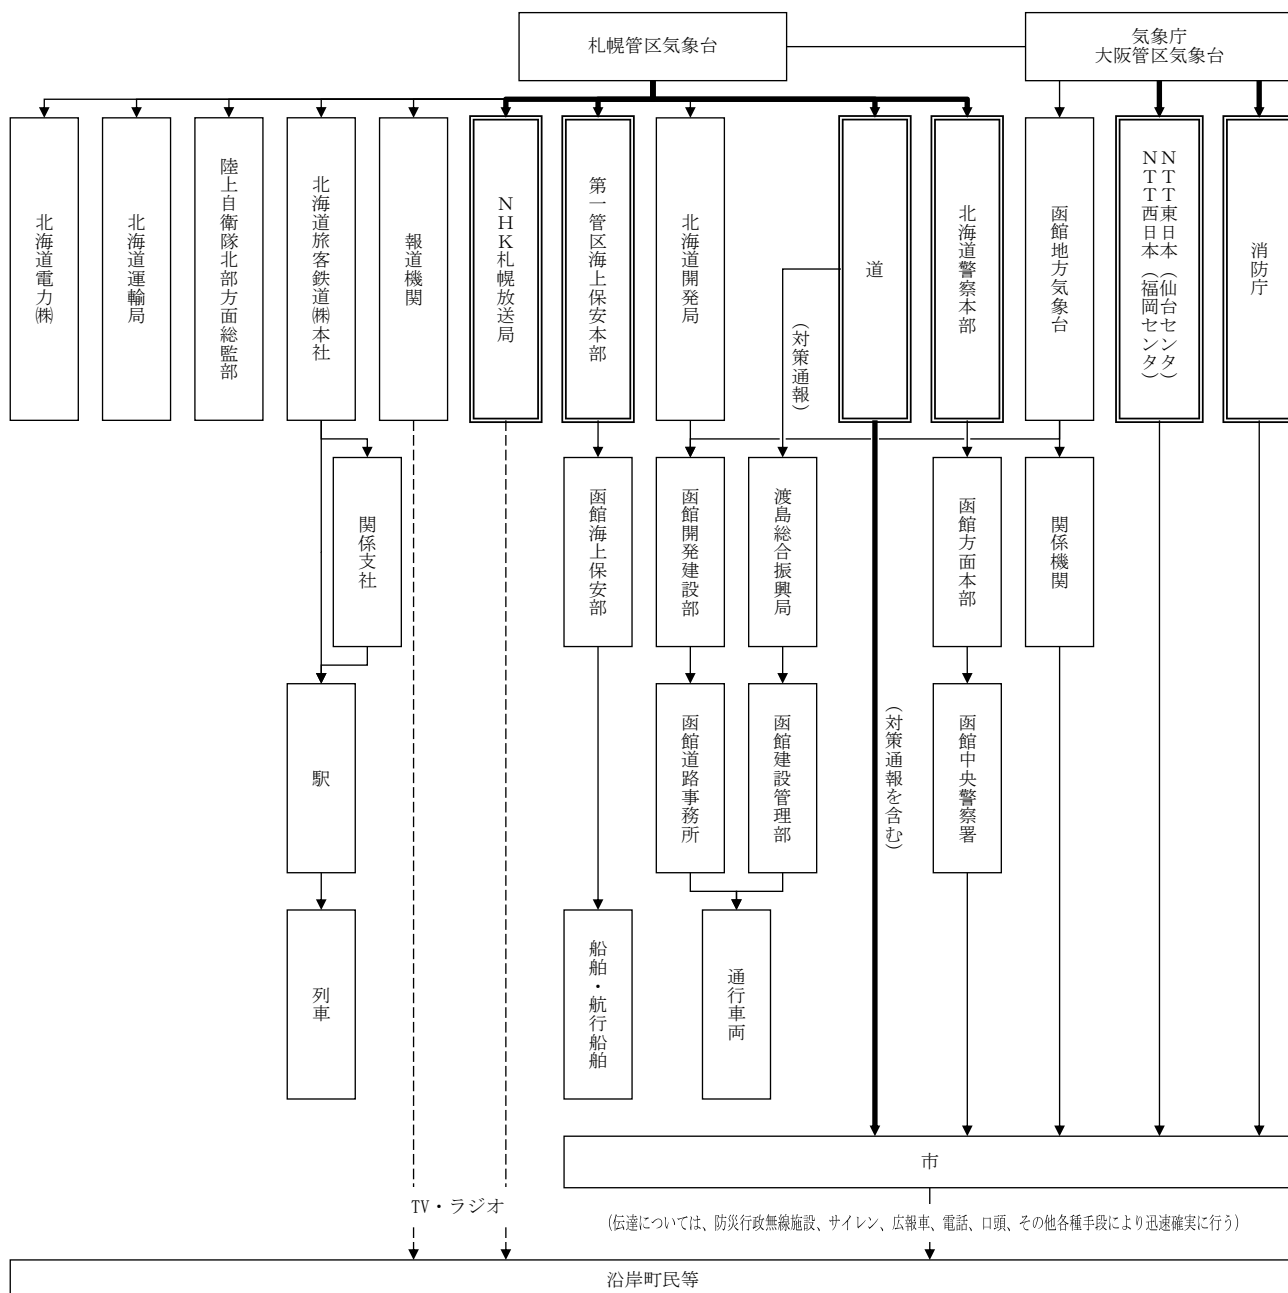 札幌管区気象台
気象庁
大阪管区気象台
北海道電力㈱
北海道運輸局
陸上自衛隊北部方面総監部
北海道旅客鉄道㈱本社
報道機関
NHK札幌放送局
第一管区海上保安本部
北海道開発局
道
北海道警察本部
函館地方気象台
NTT東日本(仙台センタ)
NTT西日本(福岡センタ)
消防庁
(対策通報)
関係支社
函館海上保安部
函館開発建設部
渡島総合振興局
函館方面本部
関係機関
駅
函館道路事務所
函館建設管理部
(対策通報を含む)
函館中央警察署
列車
船舶・航行船舶
通行車両
市
TV・ラジオ
(伝達については、防災行政無線施設、サイレン、広報車、電話、口頭、その他各種手段により迅速確実に行う)
沿岸町民等